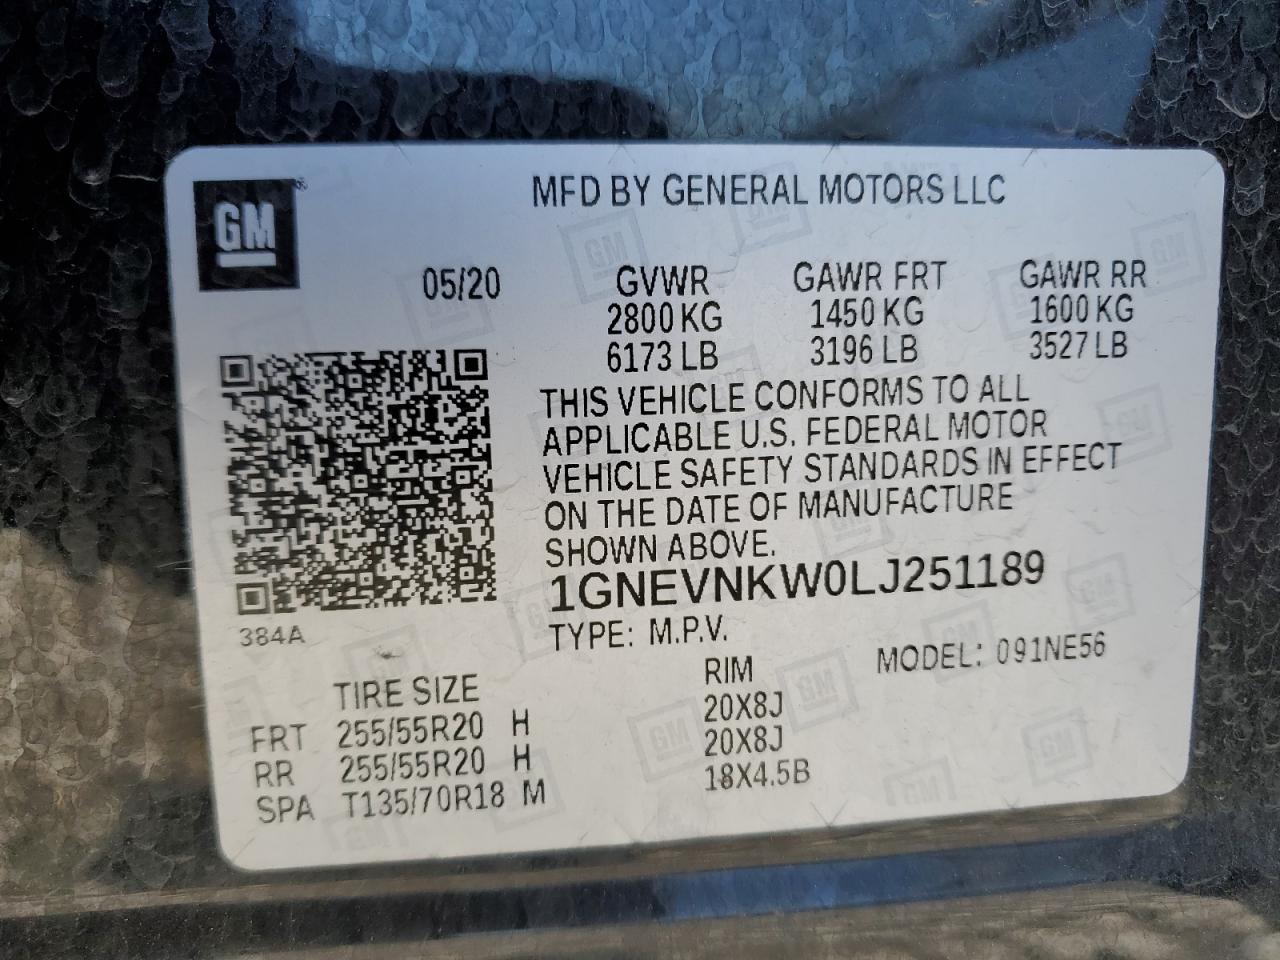 GM
MFD BY GENERAL MOTORS LLC
05/20 GVWR GAWR FRT GAWR RR
2800 KG 1450 KG 1600 KG
6173 LB 3196 LB 3527 LB
THIS VEHICLE CONFORMS TO ALL
APPLICABLE U.S. FEDERAL MOTOR
VEHICLE SAFETY STANDARDS IN EFFECT
ON THE DATE OF MANUFACTURE
SHOWN ABOVE.
1GNEVNKW0LJ251189
384A
TYPE: M.P.V. MODEL: 091NE56
TIRE SIZE RIM
FRT 255/55R20 H 20X8J
RR 255/55R20 H 20X8J
SPA T135/70R18 M 18X4.5B